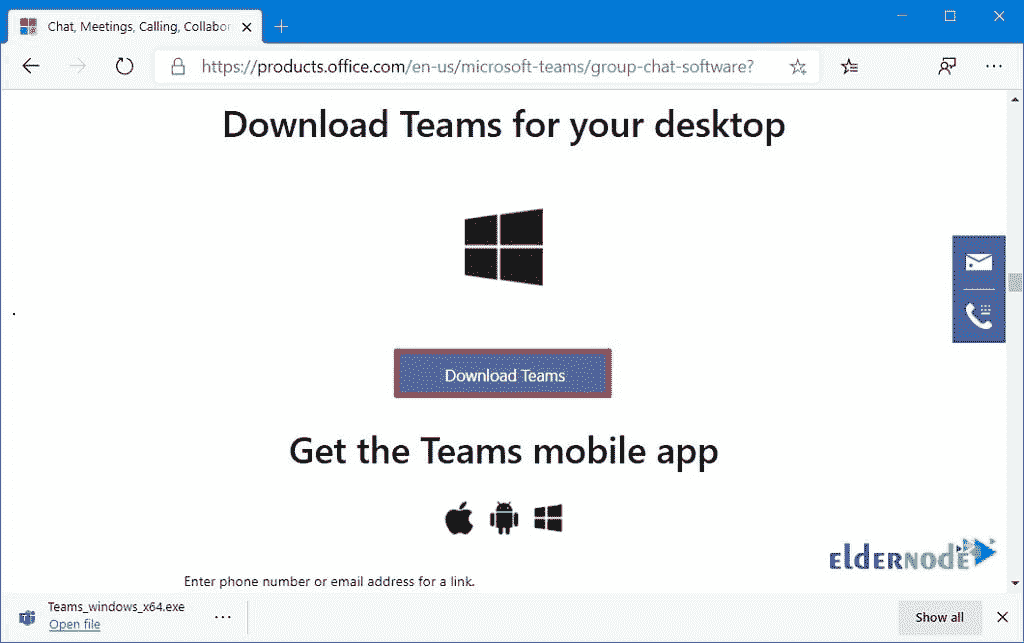 Chat, Meetings, Calling, Collabor
https://products.office.com/en-us/microsoft-teams/group-chat-software?
Download Teams for your desktop
Download Teams
Get the Teams mobile app
ELDERNODE
Enter phone number or email address for a link.
Teams_windows_x64.exe
Open file
Show all